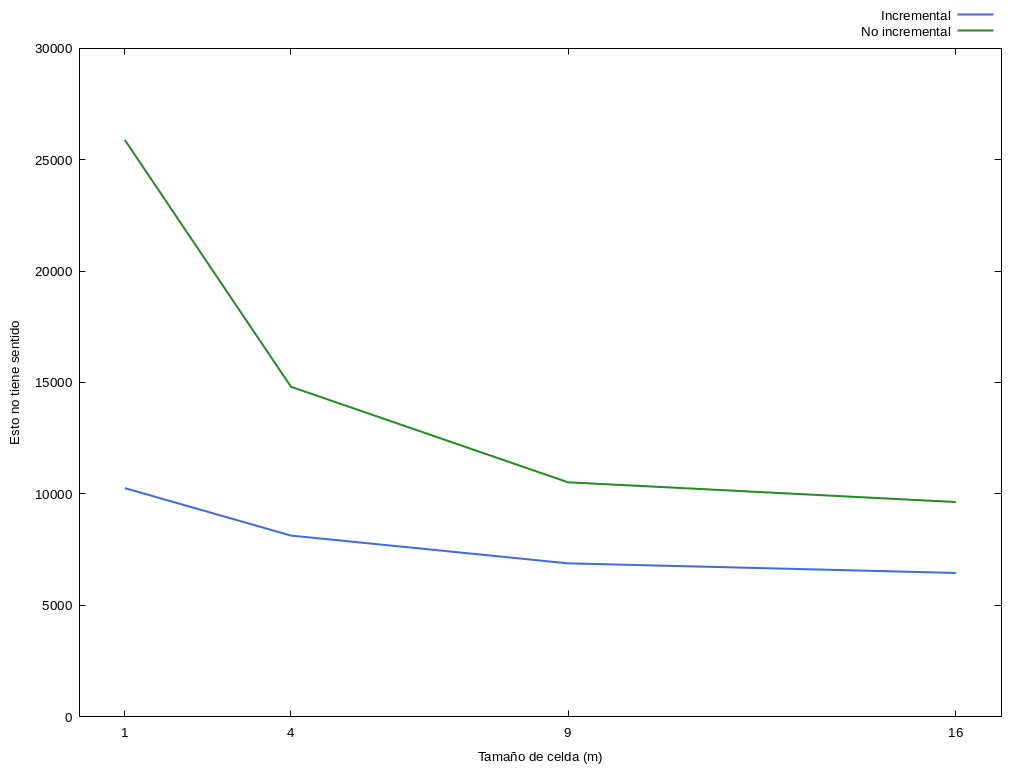 Incremental
No incremental
30000
25000
20000
15000
10000
5000
0
Esto no tiene sentido
1 4 9 16
Tamaño de celda (m)